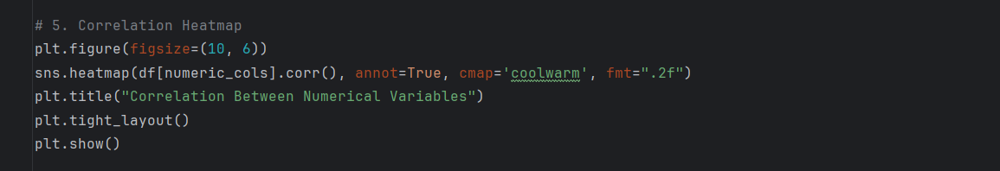 # 5. Correlation Heatmap
plt.figure(figsize=(10, 6))
sns.heatmap(df[numeric_cols].corr(), annot=True, cmap='coolwarm', fmt=".2f")
plt.title("Correlation Between Numerical Variables")
plt.tight_layout()
plt.show()